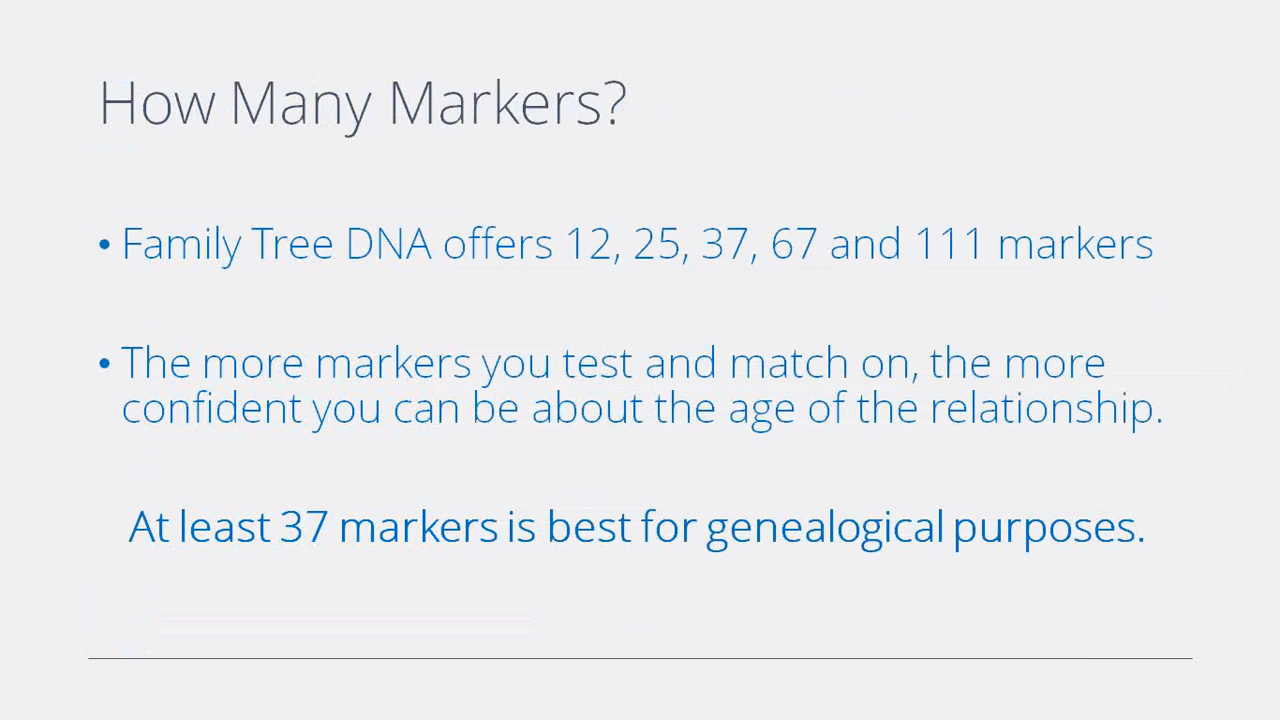 How Many Markers?
• Family Tree DNA offers 12, 25, 37, 67 and 111 markers
• The more markers you test and match on, the more
confident you can be about the age of the relationship.
At least 37 markers is best for genealogical purposes.